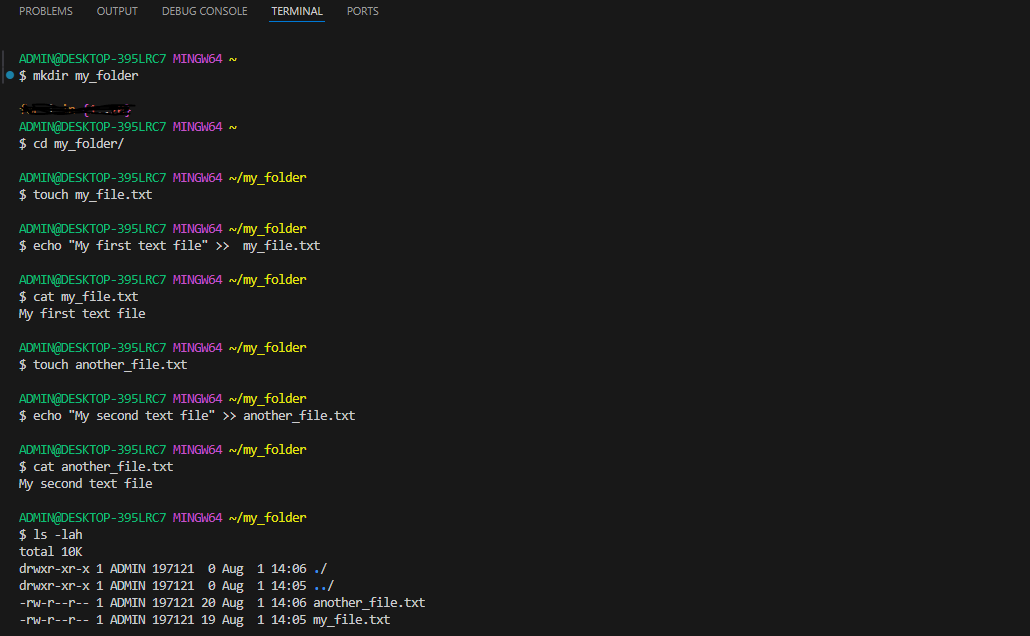 PROBLEMS OUTPUT DEBUG CONSOLE TERMINAL PORTS
ADMIN@DESKTOP-395LRC7 MINGW64 ~
$ mkdir my_folder
ADMIN@DESKTOP-395LRC7 MINGW64 ~
$ cd my_folder/
ADMIN@DESKTOP-395LRC7 MINGW64 ~/my_folder
$ touch my_file.txt
ADMIN@DESKTOP-395LRC7 MINGW64 ~/my_folder
$ echo "My first text file" >>  my_file.txt
ADMIN@DESKTOP-395LRC7 MINGW64 ~/my_folder
$ cat my_file.txt
My first text file
ADMIN@DESKTOP-395LRC7 MINGW64 ~/my_folder
$ touch another_file.txt
ADMIN@DESKTOP-395LRC7 MINGW64 ~/my_folder
$ echo "My second text file" >> another_file.txt
ADMIN@DESKTOP-395LRC7 MINGW64 ~/my_folder
$ cat another_file.txt
My second text file
ADMIN@DESKTOP-395LRC7 MINGW64 ~/my_folder
$ ls -lah
total 10K
drwxr-xr-x 1 ADMIN 197121  0 Aug  1 14:06 ./
drwxr-xr-x 1 ADMIN 197121  0 Aug  1 14:05 ../
-rw-r--r-- 1 ADMIN 197121 20 Aug  1 14:06 another_file.txt
-rw-r--r-- 1 ADMIN 197121 19 Aug  1 14:05 my_file.txt